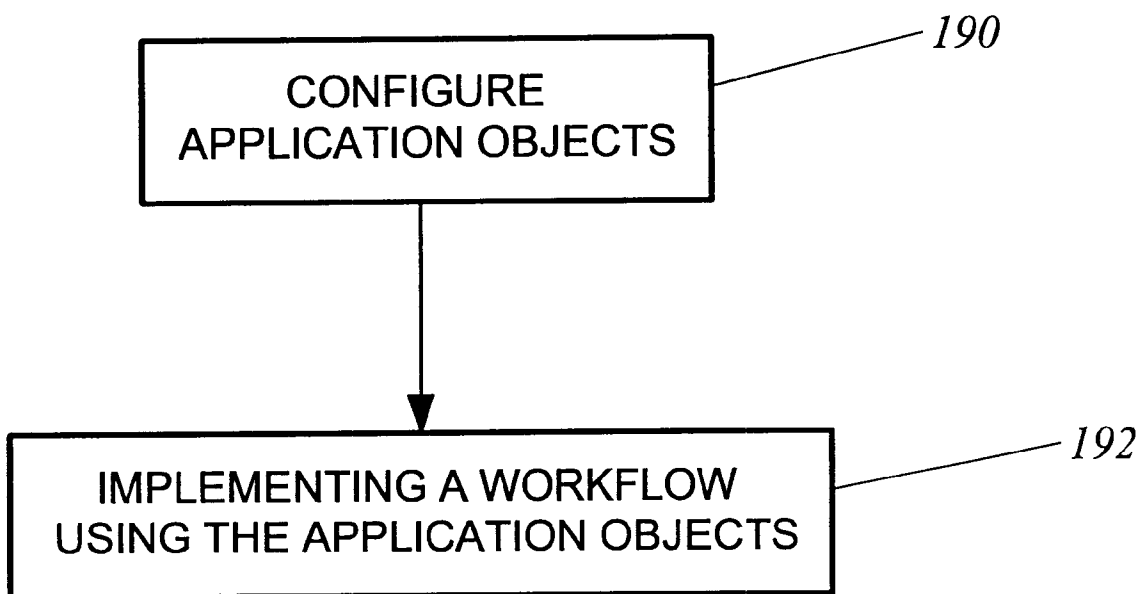 190
CONFIGURE
APPLICATION OBJECTS
192
IMPLEMENTING A WORKFLOW
USING THE APPLICATION OBJECTS